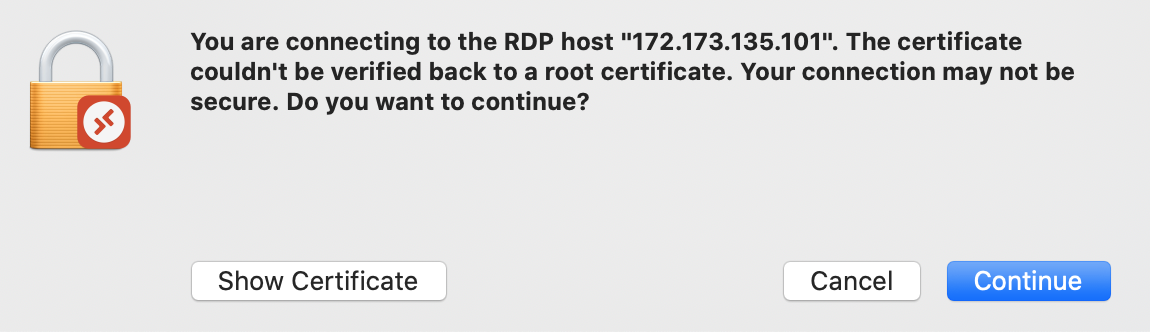 You are connecting to the RDP host "172.173.135.101". The certificate
couldn't be verified back to a root certificate. Your connection may not be
secure. Do you want to continue?
Show Certificate
Cancel
Continue